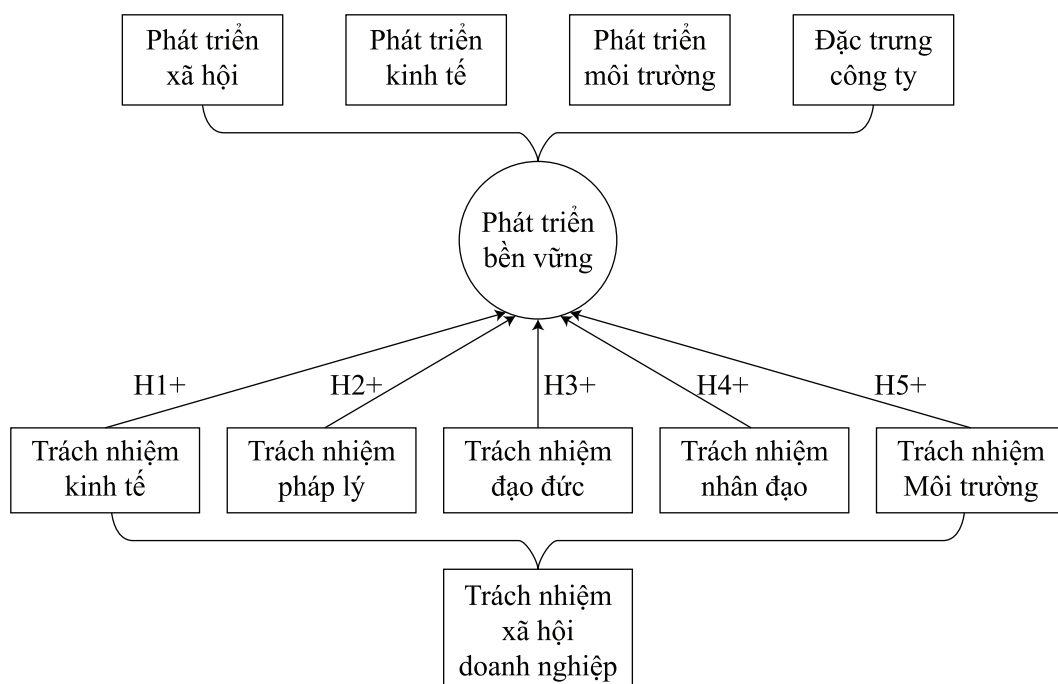 Phát triển
xã hội
Phát triển
kinh tế
Phát triển
môi trường
Đặc trưng
công ty
Phát triển
bền vững
H1+
H2+
H3+
H4+
H5+
Trách nhiệm
kinh tế
Trách nhiệm
pháp lý
Trách nhiệm
đạo đức
Trách nhiệm
nhân đạo
Trách nhiệm
Môi trường
Trách nhiệm
xã hội
doanh nghiệp